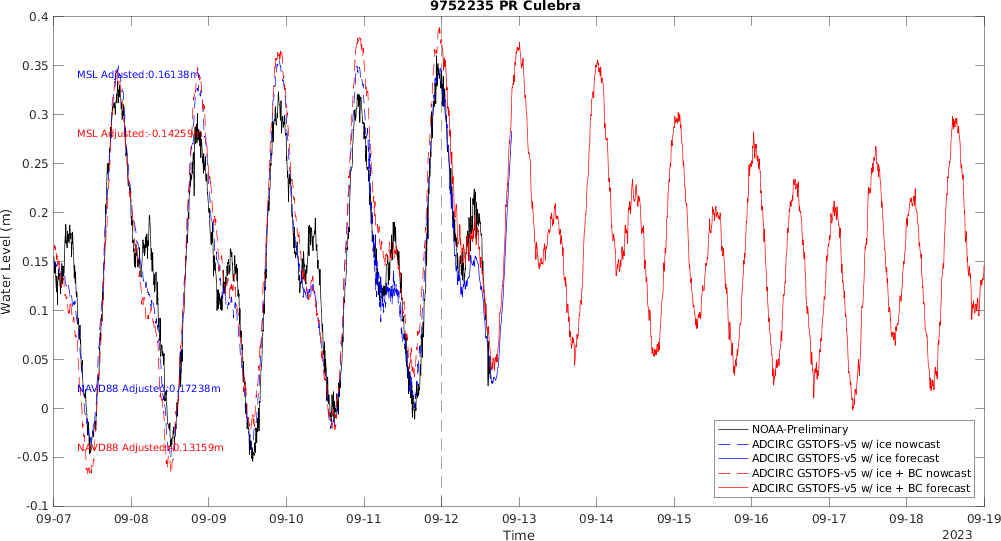 9752235 PR Culebra
0.4
0.35
0.3
0.25
0.2
0.15
0.1
0.05
0
-0.05
-0.1
Water Level (m)
MSL Adjusted:0.16138m
MSL Adjusted:-0.14259m
NAVD88 Adjusted:0.17238m
NAVD88 Adjusted:-0.13159m
NOAA-Preliminary
ADCIRC GSTOFS-v5 w/ ice nowcast
ADCIRC GSTOFS-v5 w/ ice forecast
ADCIRC GSTOFS-v5 w/ ice + BC nowcast
ADCIRC GSTOFS-v5 w/ ice + BC forecast
09-07 09-08 09-09 09-10 09-11 09-12 09-13 09-14 09-15 09-16 09-17 09-18 09-19
Time
2023